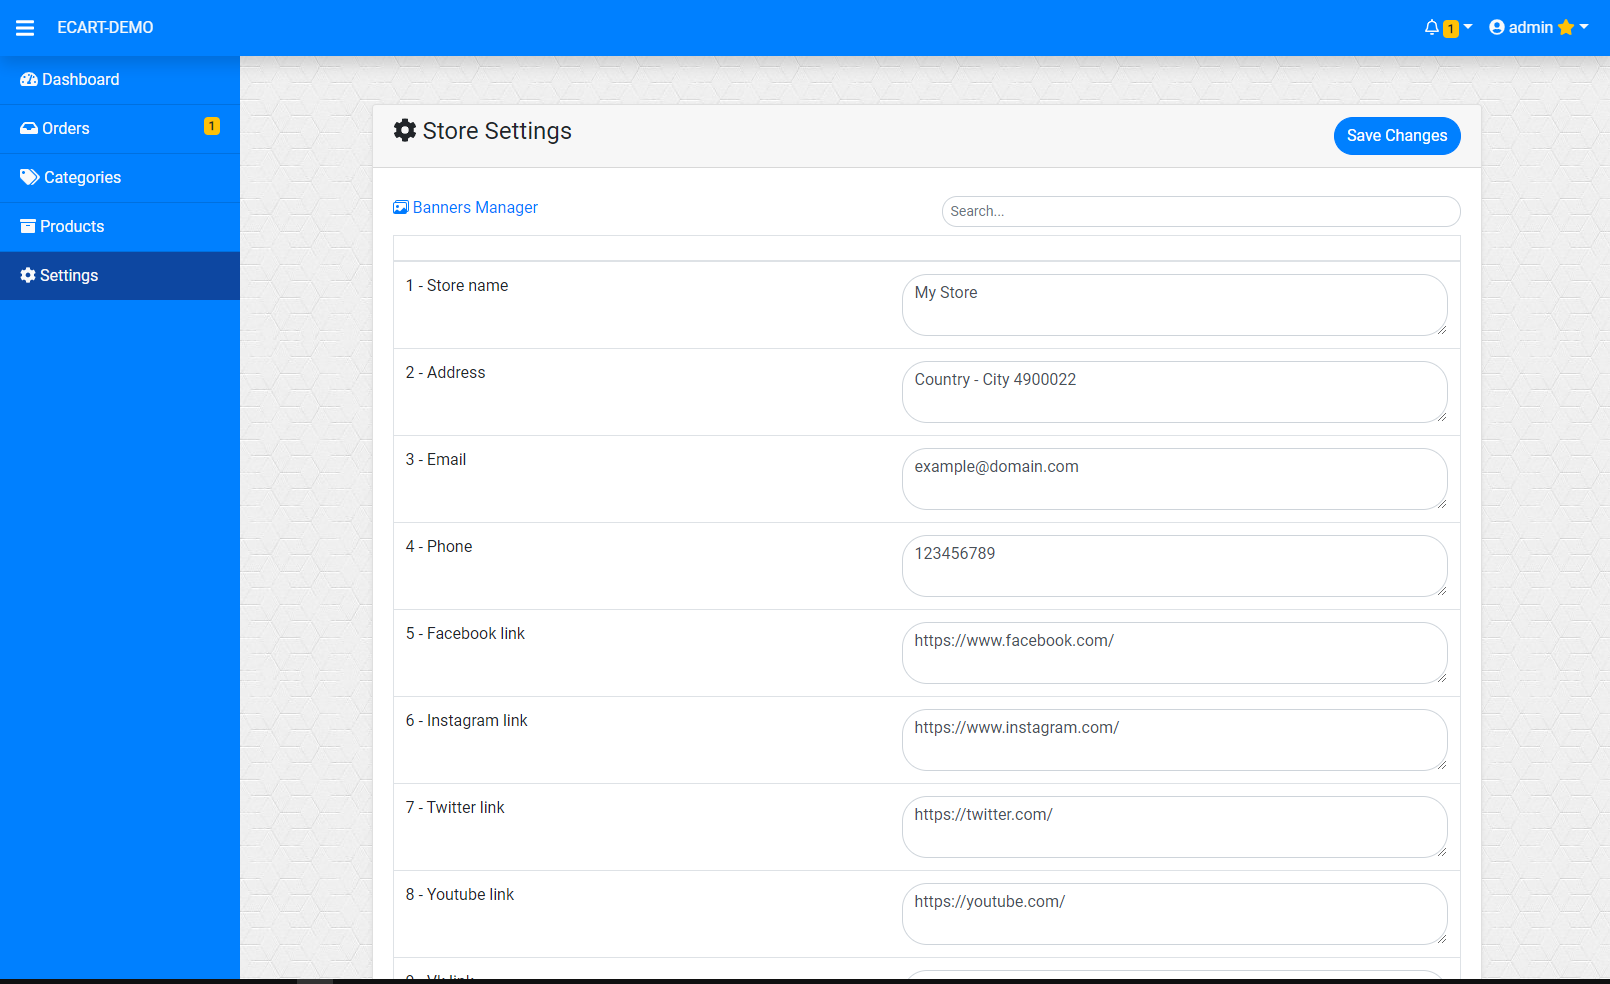 ECART-DEMO
1
admin
Dashboard
Orders 1
Categories
Products
Settings
Store Settings
Save Changes
Banners Manager
Search...
1 - Store name
My Store
2 - Address
Country - City 4900022
3 - Email
example@domain.com
4 - Phone
123456789
5 - Facebook link
https://www.facebook.com/
6 - Instagram link
https://www.instagram.com/
7 - Twitter link
https://twitter.com/
8 - Youtube link
https://youtube.com/
9 - Vk link